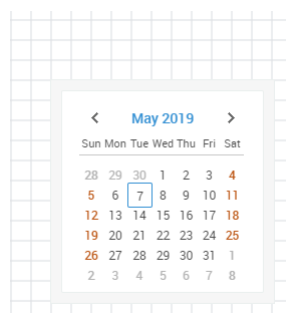 May 2019
Sun Mon Tue Wed Thu Fri Sat
28 29 30 1 2 3 4
5 6 7 8 9 10 11
12 13 14 15 16 17 18
19 20 21 22 23 24 25
26 27 28 29 30 31 1
2 3 4 5 6 7 8